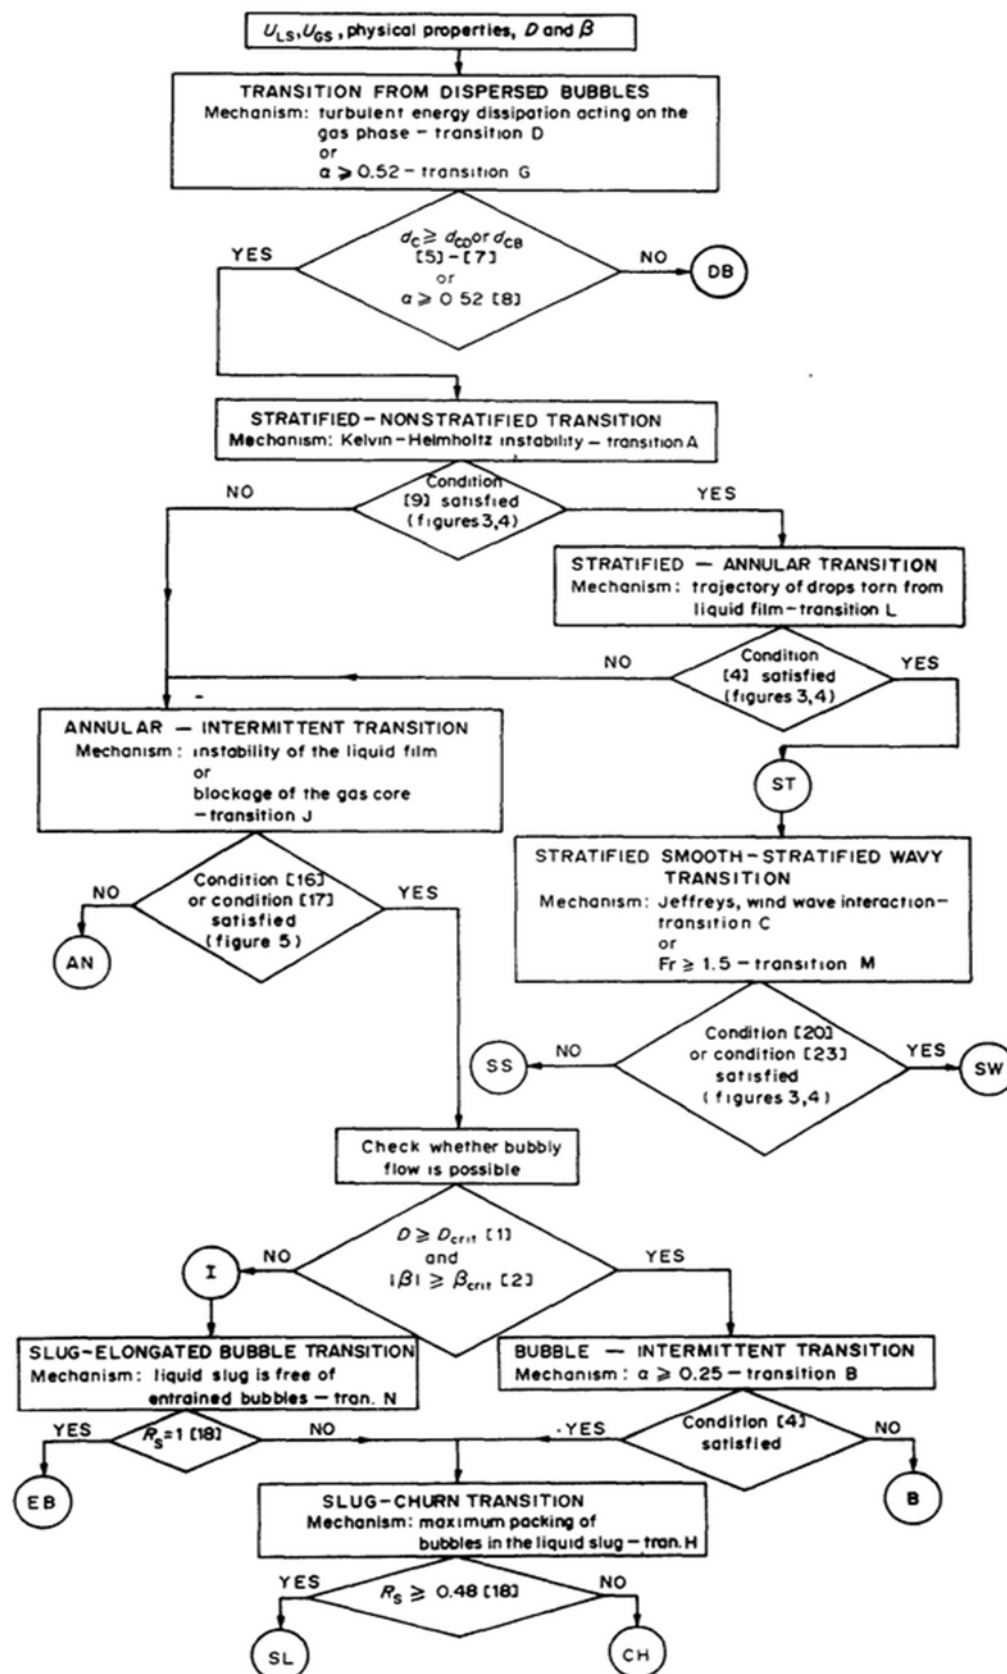 U_LS, U_GS, physical properties, D and β
TRANSITION FROM DISPERSED BUBBLES
Mechanism: turbulent energy dissipation acting on the
gas phase – transition D
or
α ⩾ 0.52 – transition G
d_C ⩾ d_CD or d_CB
[5] – [7]
or
α ⩾ 0 52 [8]
YES
NO
DB
STRATIFIED – NONSTRATIFIED TRANSITION
Mechanism: Kelvin – Helmholtz instability – transition A
Condition
[9] satisfied
(figures 3,4)
NO
YES
STRATIFIED — ANNULAR TRANSITION
Mechanism: trajectory of drops torn from
liquid film – transition L
Condition
[4] satisfied
(figures 3,4)
NO
YES
ANNULAR — INTERMITTENT TRANSITION
Mechanism: instability of the liquid film
or
blockage of the gas core
– transition J
ST
STRATIFIED SMOOTH – STRATIFIED WAVY
TRANSITION
Mechanism: Jeffreys, wind wave interaction –
transition C
or
Fr ⩾ 1.5 – transition M
Condition [16]
or condition [17]
satisfied
(figure 5)
NO
YES
AN
Condition [20]
or condition [23]
satisfied
(figures 3,4)
NO
YES
SS
SW
Check whether bubbly
flow is possible
D ⩾ D_crit [1]
and
|β| ⩾ β_crit [2]
NO
YES
I
SLUG – ELONGATED BUBBLE TRANSITION
Mechanism: liquid slug is free of
entrained bubbles – tran. N
BUBBLE — INTERMITTENT TRANSITION
Mechanism: α ⩾ 0.25 – transition B
YES
R_S = 1 [18]
NO
YES
Condition [4]
satisfied
NO
EB
B
SLUG – CHURN TRANSITION
Mechanism: maximum packing of
bubbles in the liquid slug – tran. H
YES
R_S ⩾ 0.48 [18]
NO
SL
CH